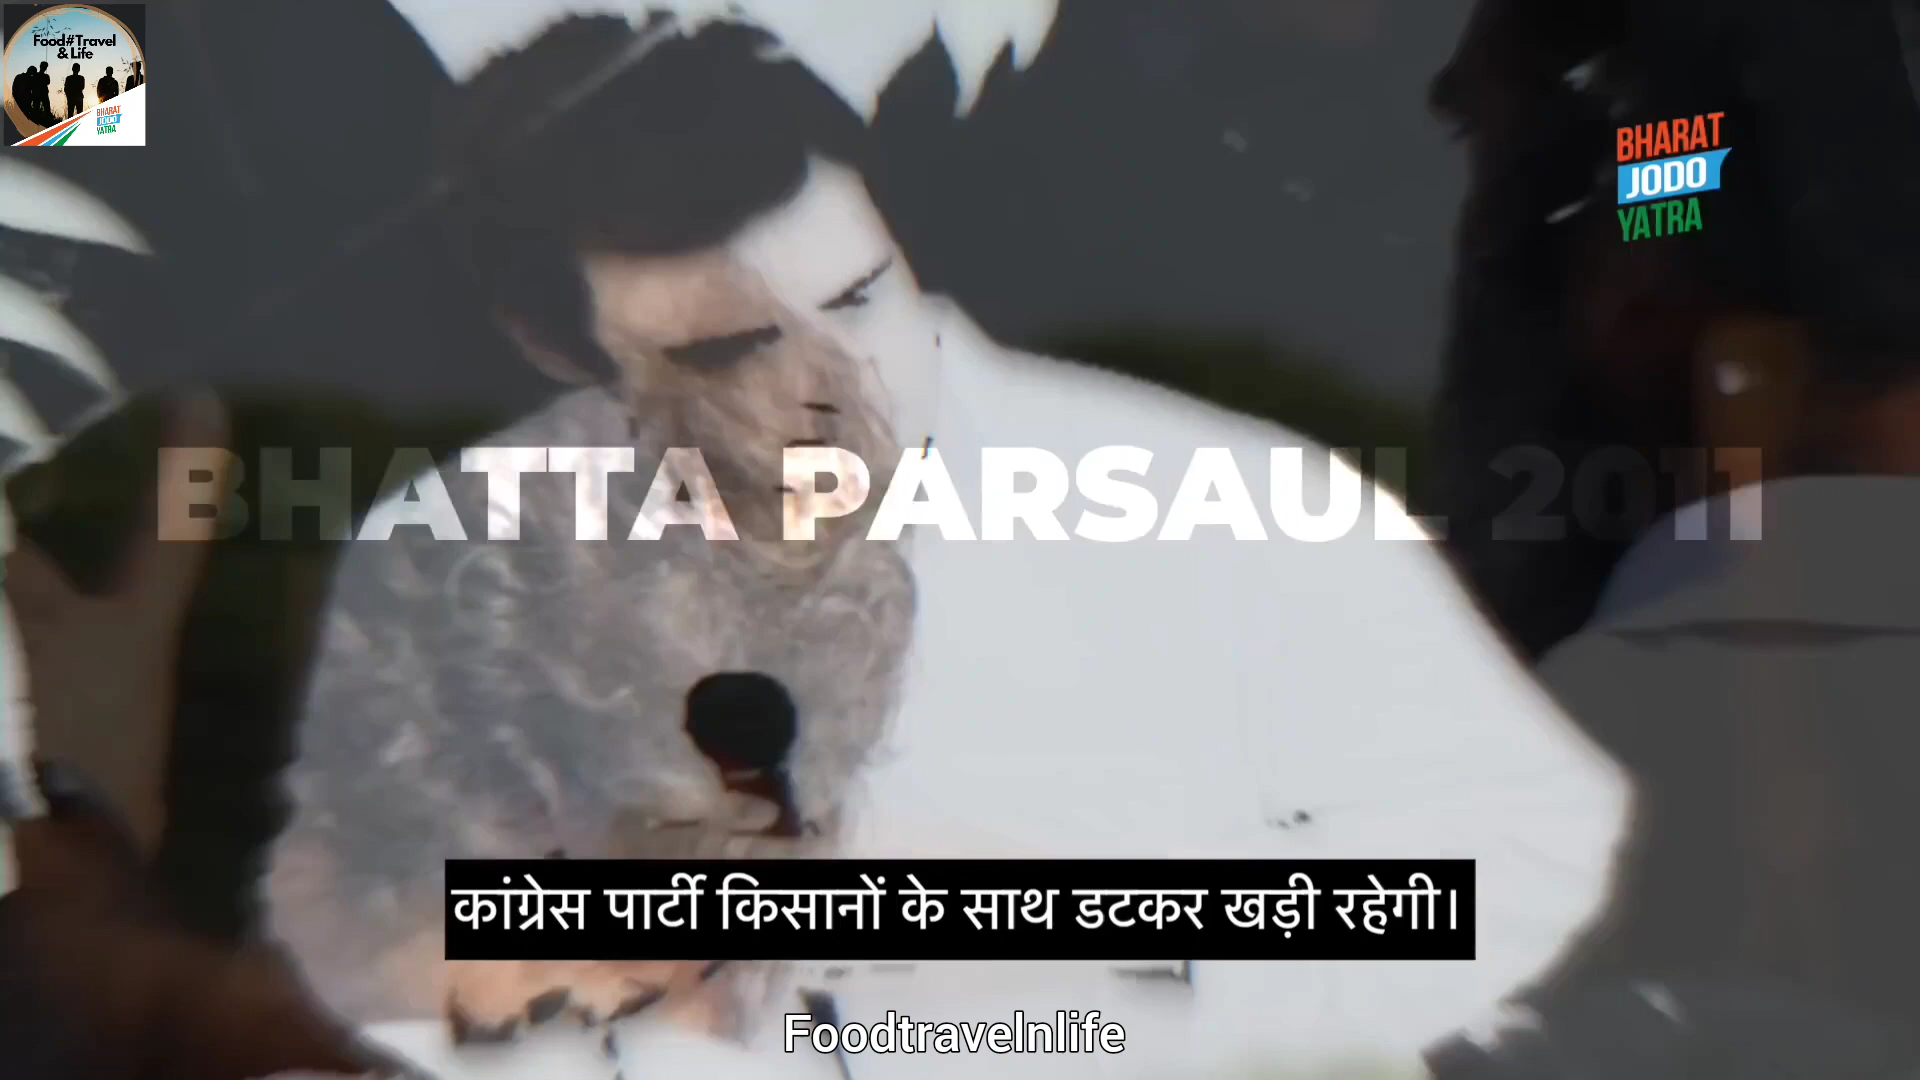 Food#Travel
& Life
BHARAT
JODO
YATRA
BHARAT
JODO
YATRA
BHATTA PARSAUL 2011
कांग्रेस पार्टी किसानों के साथ डटकर खड़ी रहेगी।
Foodtravelnlife